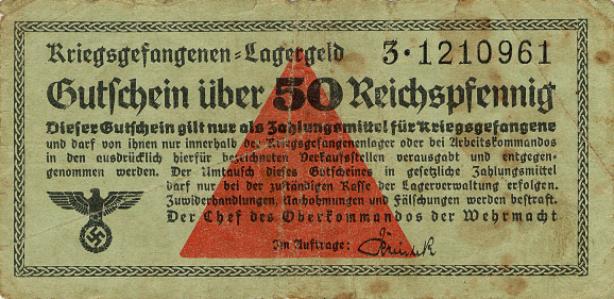 Kriegsgefangenen-Lagergeld 3·1210961
Gutschein über 50 Reichspfennig
Dieser Gutschein gilt nur als Zahlungsmittel für Kriegsgefangene
und darf von ihnen nur innerhalb der Kriegsgefangenenlager oder bei Arbeitskommandos
in den ausdrücklich hierfür bezeichneten Verkaufsstellen verausgabt und entgegen-
genommen werden. Der Umtausch dieses Gutscheines in gesetzliche Zahlungsmittel
darf nur bei der zuständigen Kasse der Lagerverwaltung erfolgen.
Zuwiderhandlungen, Nachahmungen und Fälschungen werden bestraft.
Der Chef des Oberkommandos der Wehrmacht
Im Auftrage: